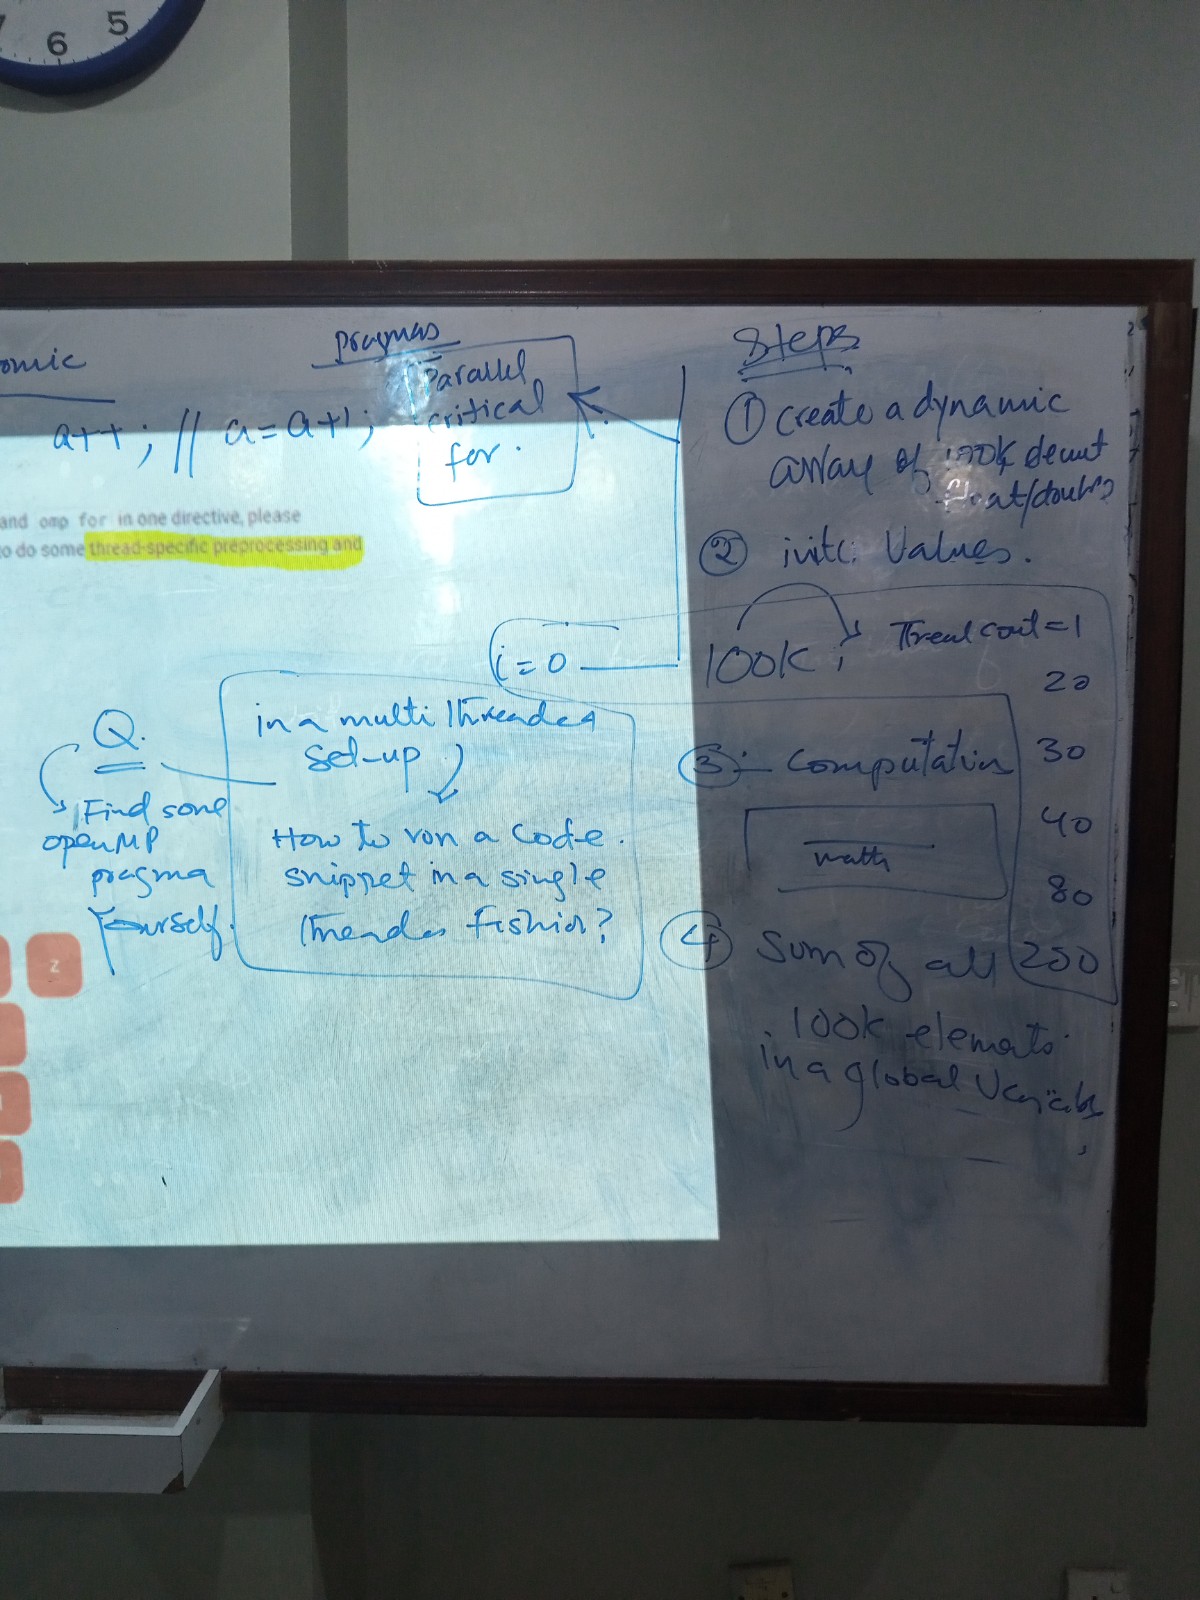 5
6
omic
a++; // a=a+1;
pragmas
Parallel
critical
for.
and omp for in one directive, please
go do some thread-specific preprocessing and
i=0
Q.
Find some
openMP
pragma
Yourself.
in a multi threaded
set-up
How to run a code
snippet in a single
threaded fashion?
z
Steps
① create a dynamic
array of 100k
float/doubles
② Values.
100K;
Thread count=1
20
30
40
80
200
③ Computation
math
④ Sum of all
100k elements
in a global Variable